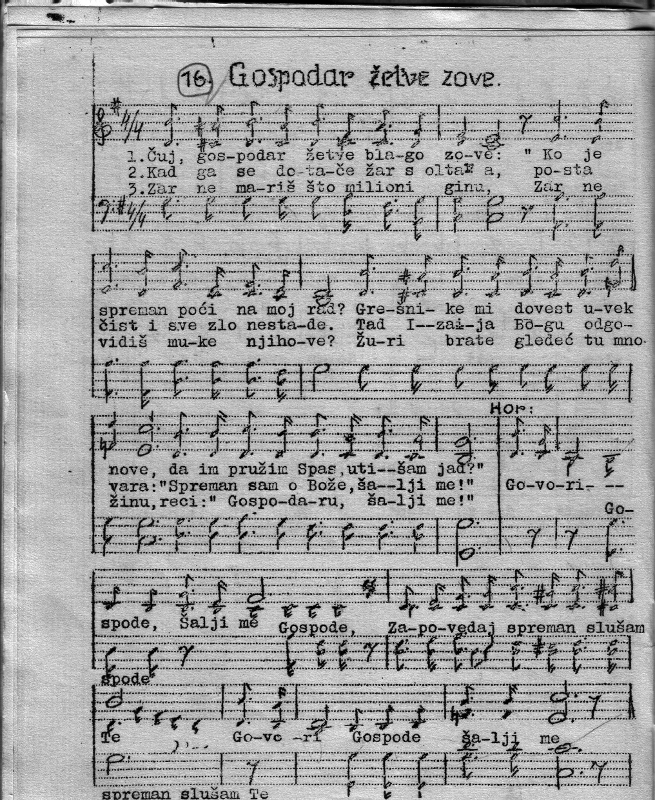 16. Gospodar žetve zove.
1.Čuj, gos-podar žetve bla-go zo-ve: " Ko je
2.Kad ga se do-ta-če žar s oltara a, po-sta
3.Zar ne ma-riš što milioni ginu, Zar ne
spreman poći na moj rad? Gre-šni-ke mi dovest u-vek
čist i sve zlo nesta-de. Tad I--zai-ja Bo-gu odgo-
vidiš mu-ke njiho-ve? Žu-ri brate gledeć tu mno-
Hor:
nove, da im pružim Spas,uti--šam jad?"
vara:"Spreman sam o Bože,ša--lji me!" Go-vo-ri- --
žinu,reci:" Gospo-da-ru, ša-lji me!"
Go-
spode, šalji me Gospode, Za-po-vedaj spreman slušam
spode
Te Go-vo -ri Gospode ša-lji me
spreman slušam Te